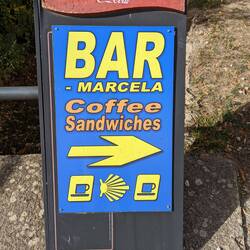 BAR
- MARCELA
Coffee
Sandwiches